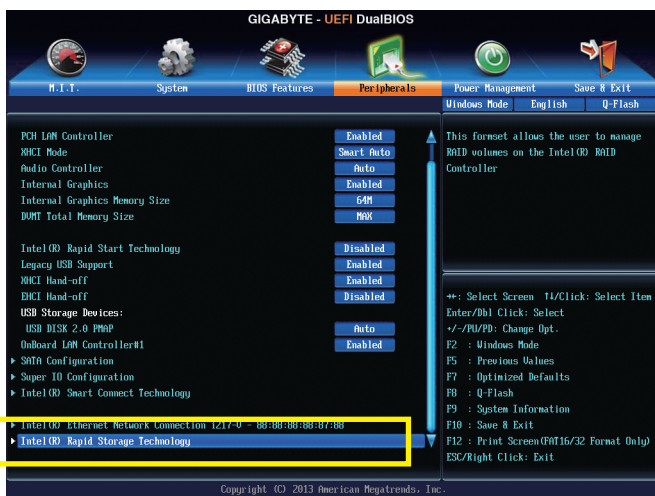 GIGABYTE - UEFI DualBIOS
M.I.T. System BIOS Features Peripherals Power Management Save & Exit
Windows Mode English Q-Flash
PCH LAN Controller Enabled
XHCI Mode Smart Auto
Audio Controller Auto
Internal Graphics Enabled
Internal Graphics Memory Size 64M
DVMT Total Memory Size MAX
Intel(R) Rapid Start Technology Disabled
Legacy USB Support Enabled
XHCI Hand-off Enabled
EHCI Hand-off Disabled
USB Storage Devices:
USB DISK 2.0 PMAP Auto
OnBoard LAN Controller#1 Enabled
SATA Configuration
Super IO Configuration
Intel(R) Smart Connect Technology
Intel(R) Ethernet Network Connection I217-V - 88:88:88:88:87:88
Intel(R) Rapid Storage Technology
This formset allows the user to manage
RAID volumes on the Intel(R) RAID
Controller
→←: Select Screen ↑↓/Click: Select Item
Enter/Dbl Click: Select
+/-/PU/PD: Change Opt.
F2 : Windows Mode
F5 : Previous Values
F7 : Optimized Defaults
F8 : Q-Flash
F9 : System Information
F10 : Save & Exit
F12 : Print Screen(FAT16/32 Format Only)
ESC/Right Click: Exit
Copyright (C) 2013 American Megatrends, Inc.